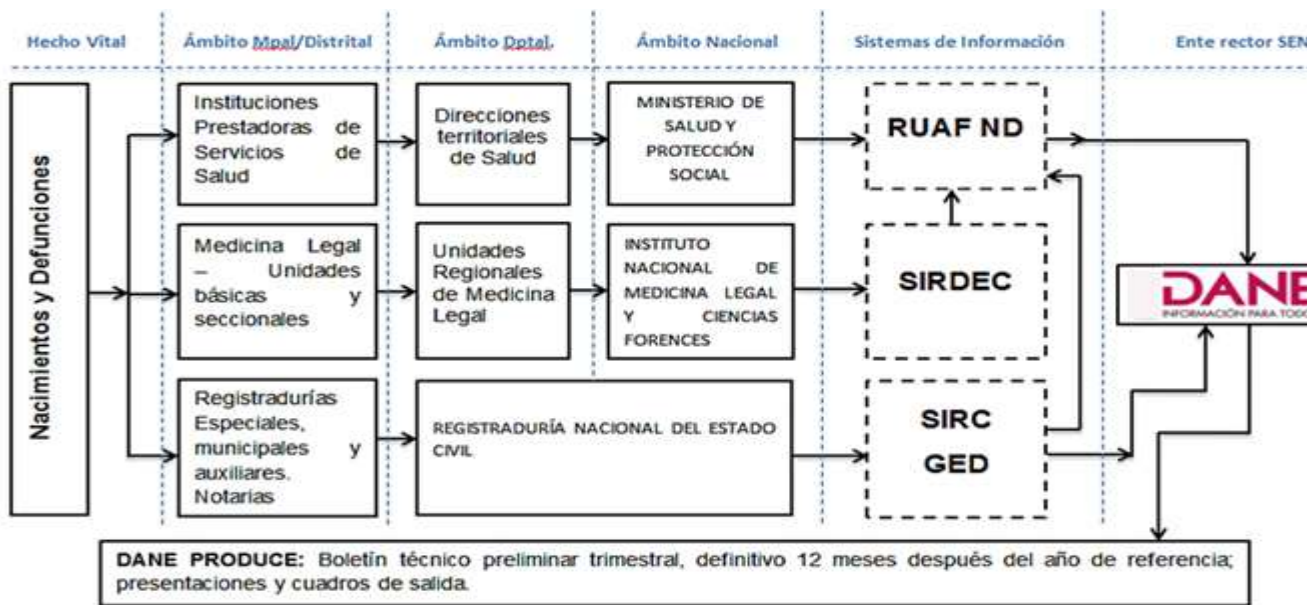 Hecho Vital
Ámbito Mpal/Distrital
Ámbito Dptal.
Ámbito Nacional
Sistemas de Información
Ente rector SEN
Nacimientos y Defunciones
Instituciones
Prestadoras de
Servicios de
Salud
Direcciones
territoriales
de Salud
MINISTERIO DE
SALUD Y
PROTECCIÓN
SOCIAL
RUAF ND
Medicina Legal
– Unidades
básicas y
seccionales
Unidades
Regionales
de Medicina
Legal
INSTITUTO
NACIONAL DE
MEDICINA LEGAL
Y CIENCIAS
FORENCES
SIRDEC
DANE
INFORMACIÓN PARA TODO
Registradurías
Especiales,
municipales y
auxiliares.
Notarias
REGISTRADURÍA NACIONAL DEL ESTADO
CIVIL
SIRC
GED
DANE PRODUCE: Boletín técnico preliminar trimestral, definitivo 12 meses después del año de referencia;
presentaciones y cuadros de salida.